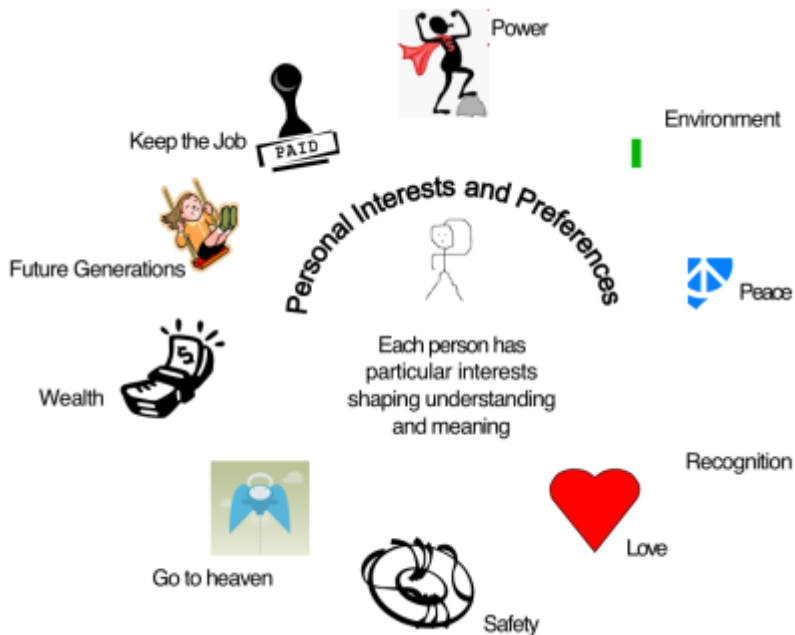 Power
Environment
Keep the Job
PAID
Personal Interests and Preferences
Future Generations
Peace
Each person has
particular interests
shaping understanding
and meaning
Wealth
Recognition
Love
Go to heaven
Safety